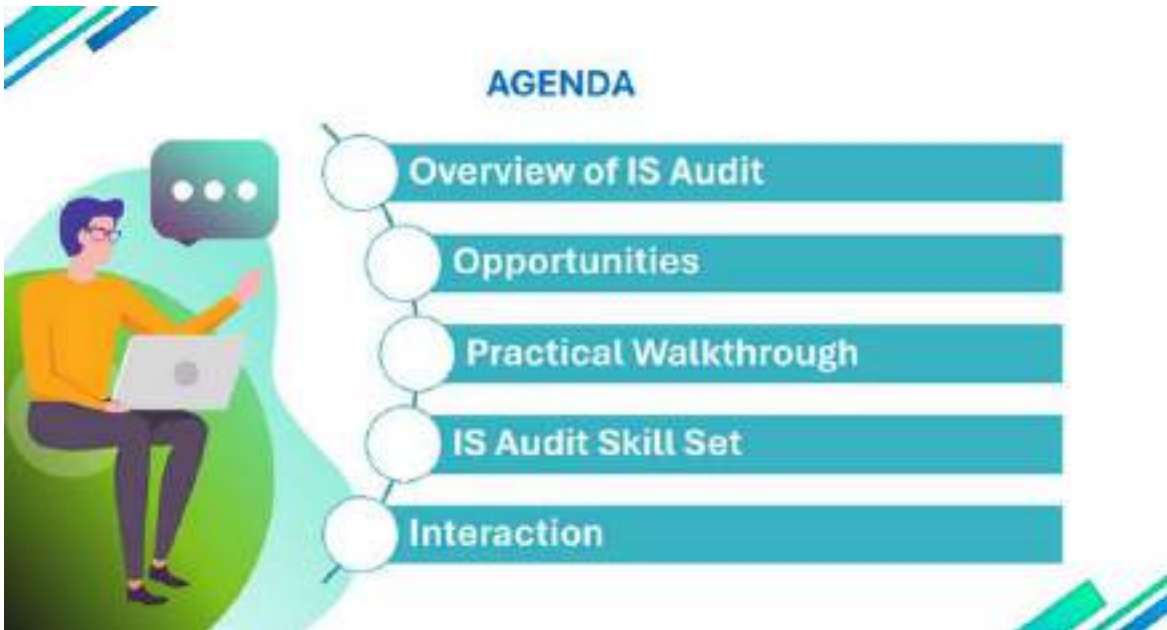 AGENDA
Overview of IS Audit
Opportunities
Practical Walkthrough
IS Audit Skill Set
Interaction